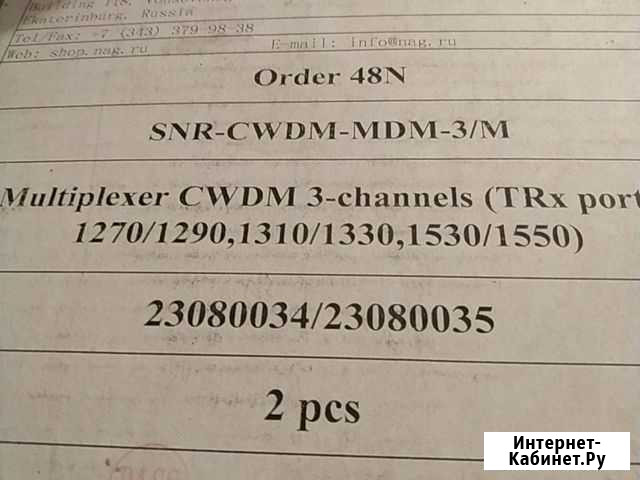 Building 118,
Ekaterinburg, Russia
Tel/Fax: +7 (343) 379-98-38
Web: shop.nag.ru E-mail: info@nag.ru
Order 48N
SNR-CWDM-MDM-3/M
Multiplexer CWDM 3-channels (TRx port
1270/1290,1310/1330,1530/1550)
23080034/23080035
2 pcs
Интернет-
Кабинет.Ру